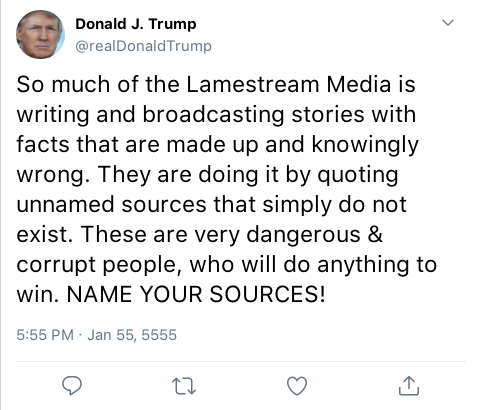 Donald J. Trump
@realDonaldTrump
So much of the Lamestream Media is
writing and broadcasting stories with
facts that are made up and knowingly
wrong. They are doing it by quoting
unnamed sources that simply do not
exist. These are very dangerous &
corrupt people, who will do anything to
win. NAME YOUR SOURCES!
5:55 PM · Jan 55, 5555